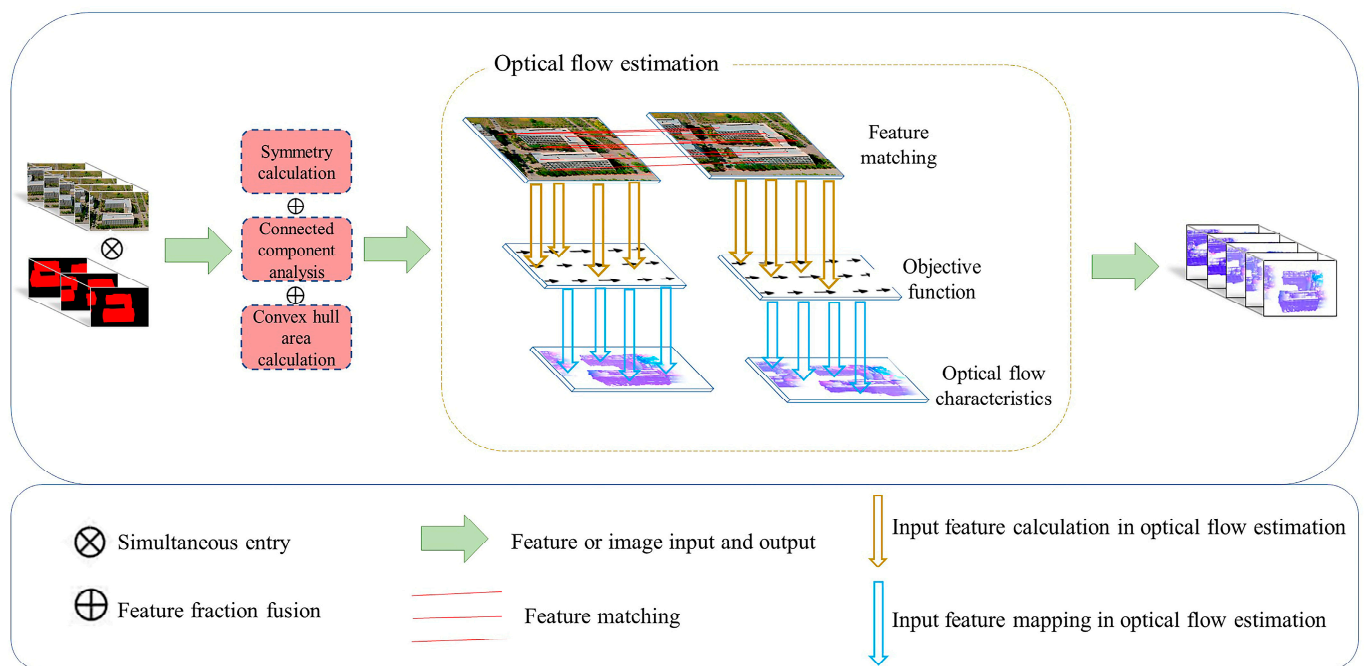 Optical flow estimation
Feature
matching
Symmetry
calculation
Connected
component
analysis
Convex hull
area
calculation
Objective
function
Optical flow
characteristics
Simultaneous entry
Feature fraction fusion
Feature or image input and output
Feature matching
Input feature calculation in optical flow estimation
Input feature mapping in optical flow estimation